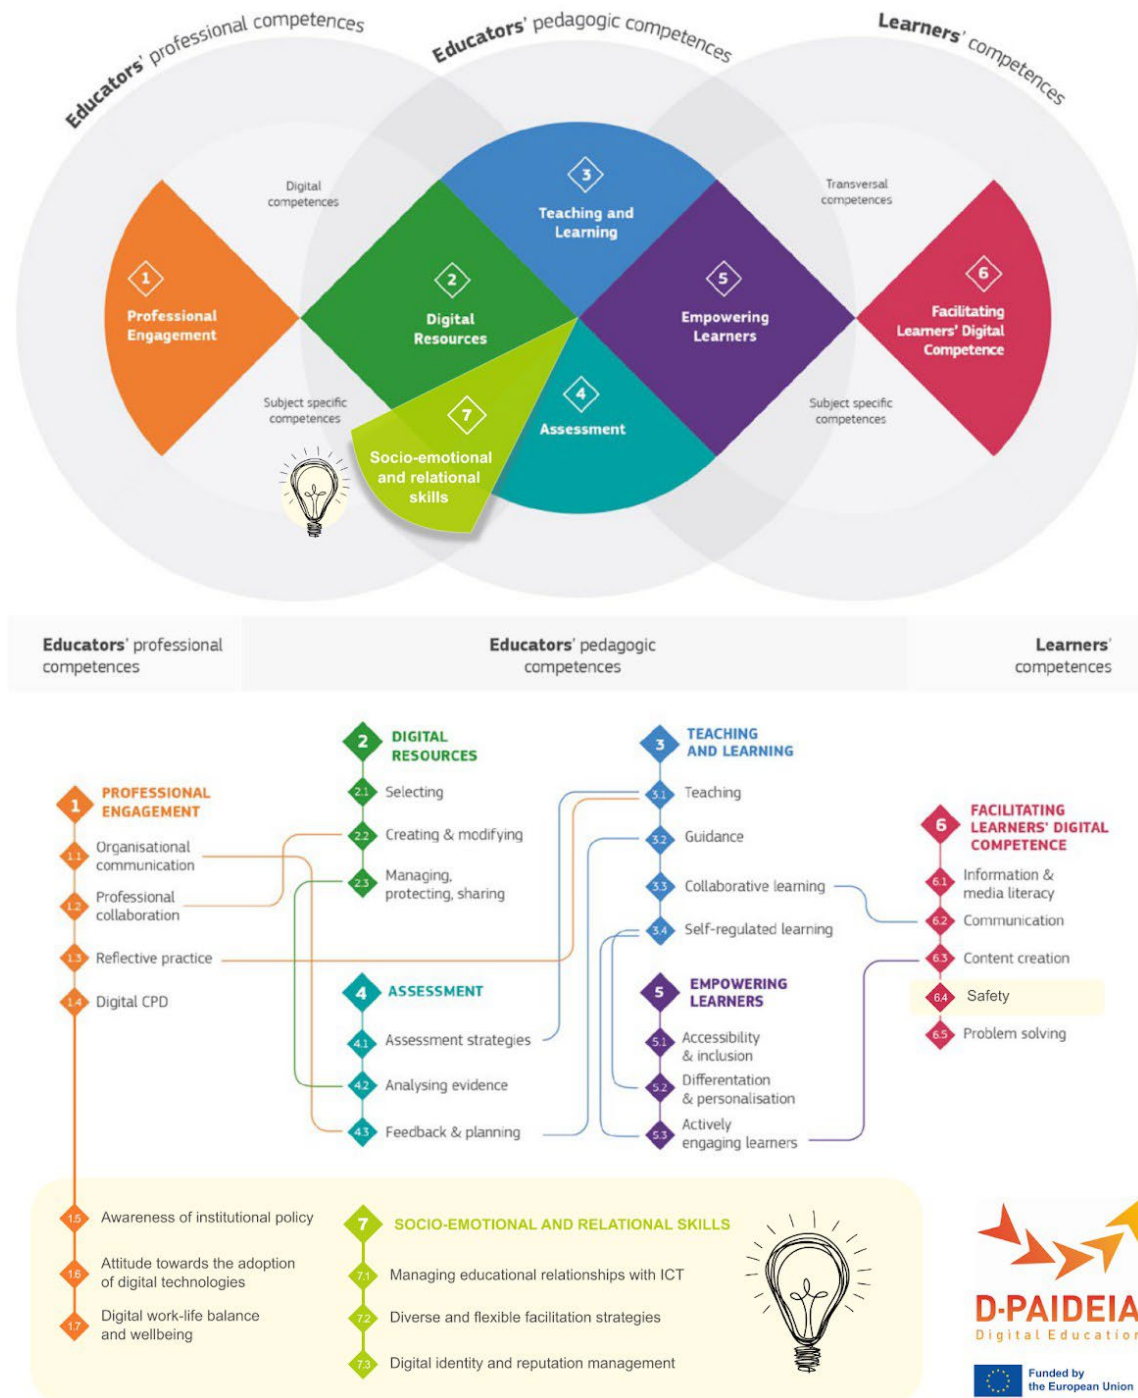 Educators' professional competences
Educators' pedagogic competences
Learners' competences
Digital
competences
Transversal
competences
3
Teaching and
Learning
1
Professional
Engagement
2
Digital
Resources
5
Empowering
Learners
6
Facilitating
Learners' Digital
Competence
Subject specific
competences
7
Socio-emotional
and relational
skills
4
Assessment
Subject specific
competences
Educators' professional
competences
Educators' pedagogic
competences
Learners'
competences
1
PROFESSIONAL
ENGAGEMENT
1.1
Organisational
communication
1.2
Professional
collaboration
1.3
Reflective practice
1.4
Digital CPD
2
DIGITAL
RESOURCES
2.1
Selecting
2.2
Creating & modifying
2.3
Managing,
protecting, sharing
4
ASSESSMENT
4.1
Assessment strategies
4.2
Analysing evidence
4.3
Feedback & planning
3
TEACHING
AND LEARNING
3.1
Teaching
3.2
Guidance
3.3
Collaborative learning
3.4
Self-regulated learning
5
EMPOWERING
LEARNERS
5.1
Accessibility
& inclusion
5.2
Differentation
& personalisation
5.3
Actively
engaging learners
6
FACILITATING
LEARNERS' DIGITAL
COMPETENCE
6.1
Information &
media literacy
6.2
Communication
6.3
Content creation
6.4
Safety
6.5
Problem solving
1.5
Awareness of institutional policy
1.6
Attitude towards the adoption
of digital technologies
1.7
Digital work-life balance
and wellbeing
7
SOCIO-EMOTIONAL AND RELATIONAL SKILLS
7.1
Managing educational relationships with ICT
7.2
Diverse and flexible facilitation strategies
7.3
Digital identity and reputation management
D-PAIDEIA
Digital Education
Funded by
the European Union